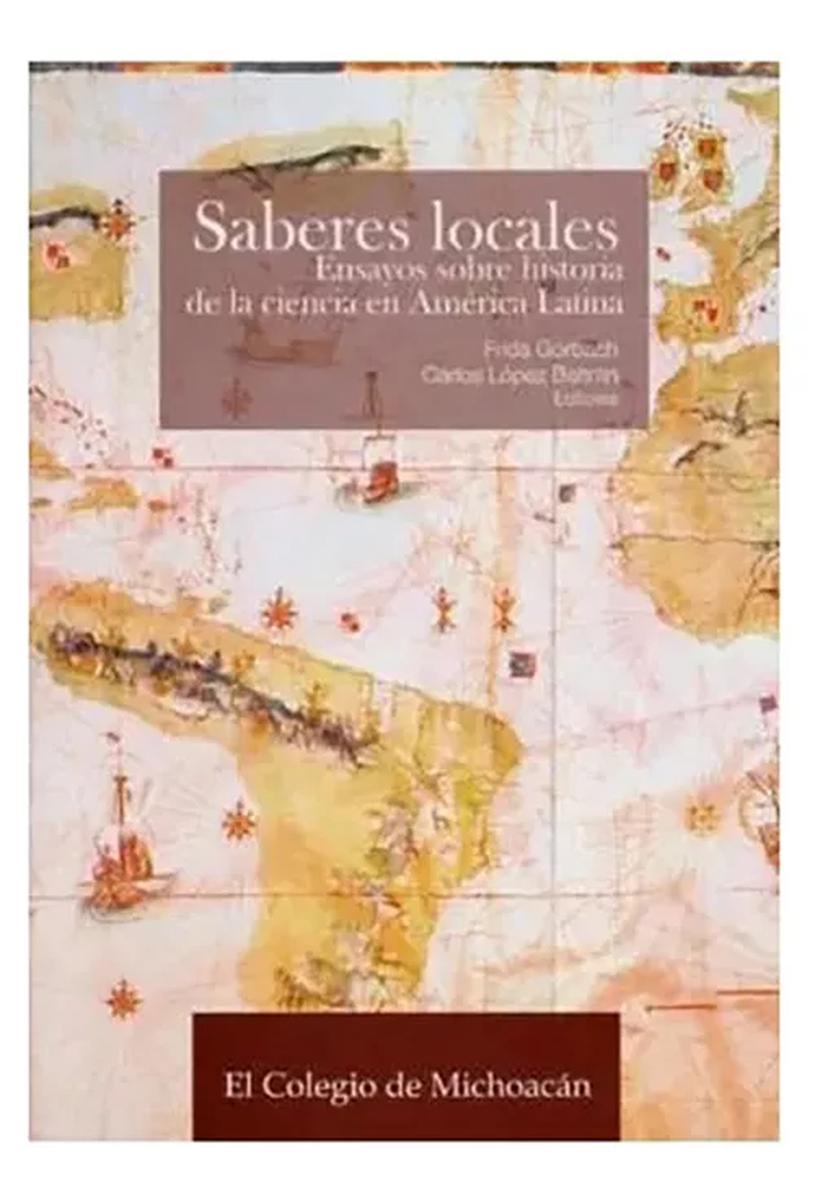 Saberes locales
Ensayos sobre historia
de la ciencia en América Latina
Frida Gorbach
Carlos López Beltrán
Editores
El Colegio de Michoacán